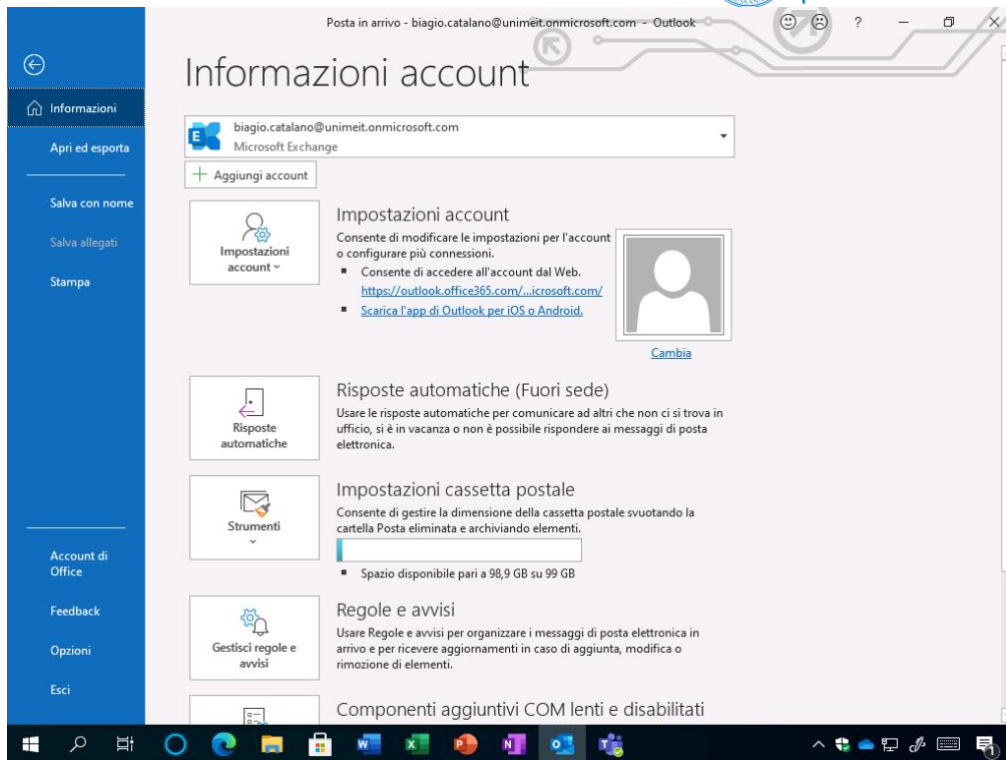 Posta in arrivo - biagio.catalano@unimeit.onmicrosoft.com - Outlook
?
Informazioni account
Informazioni
Apri ed esporta
Salva con nome
Salva allegati
Stampa
Account di
Office
Feedback
Opzioni
Esci
biagio.catalano@unimeit.onmicrosoft.com
Microsoft Exchange
Aggiungi account
Impostazioni
account
Impostazioni account
Consente di modificare le impostazioni per l'account
o configurare più connessioni.
Consente di accedere all'account dal Web.
https://outlook.office365.com/...icrosoft.com/
Scarica l'app di Outlook per iOS o Android.
Cambia
Risposte
automatiche
Risposte automatiche (Fuori sede)
Usare le risposte automatiche per comunicare ad altri che non ci si trova in
ufficio, si è in vacanza o non è possibile rispondere ai messaggi di posta
elettronica.
Strumenti
Impostazioni cassetta postale
Consente di gestire la dimensione della cassetta postale svuotando la
cartella Posta eliminata e archiviando elementi.
Spazio disponibile pari a 98,9 GB su 99 GB
Gestisci regole e
avvisi
Regole e avvisi
Usare Regole e avvisi per organizzare i messaggi di posta elettronica in
arrivo e per ricevere aggiornamenti in caso di aggiunta, modifica o
rimozione di elementi.
Componenti aggiuntivi COM lenti e disabilitati